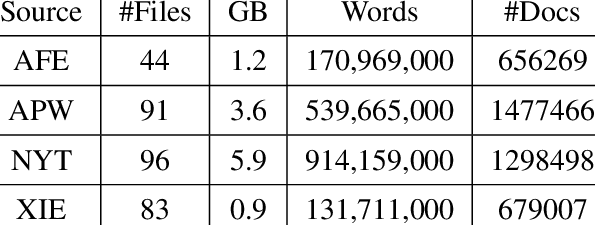 Source #Files GB Words #Docs
AFE 44 1.2 170,969,000 656269
APW 91 3.6 539,665,000 1477466
NYT 96 5.9 914,159,000 1298498
XIE 83 0.9 131,711,000 679007